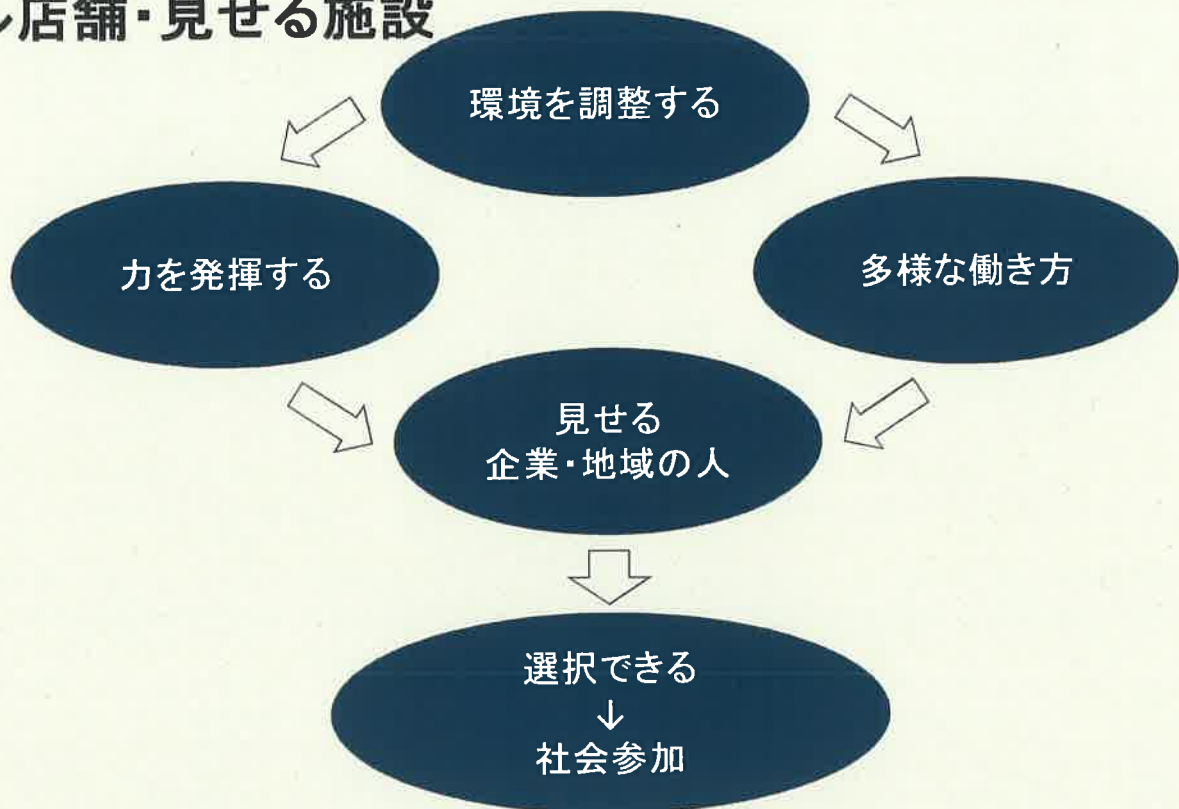 店舗・見せる施設
環境を調整する
力を発揮する
多様な働き方
見せる
企業・地域の人
選択できる
↓
社会参加